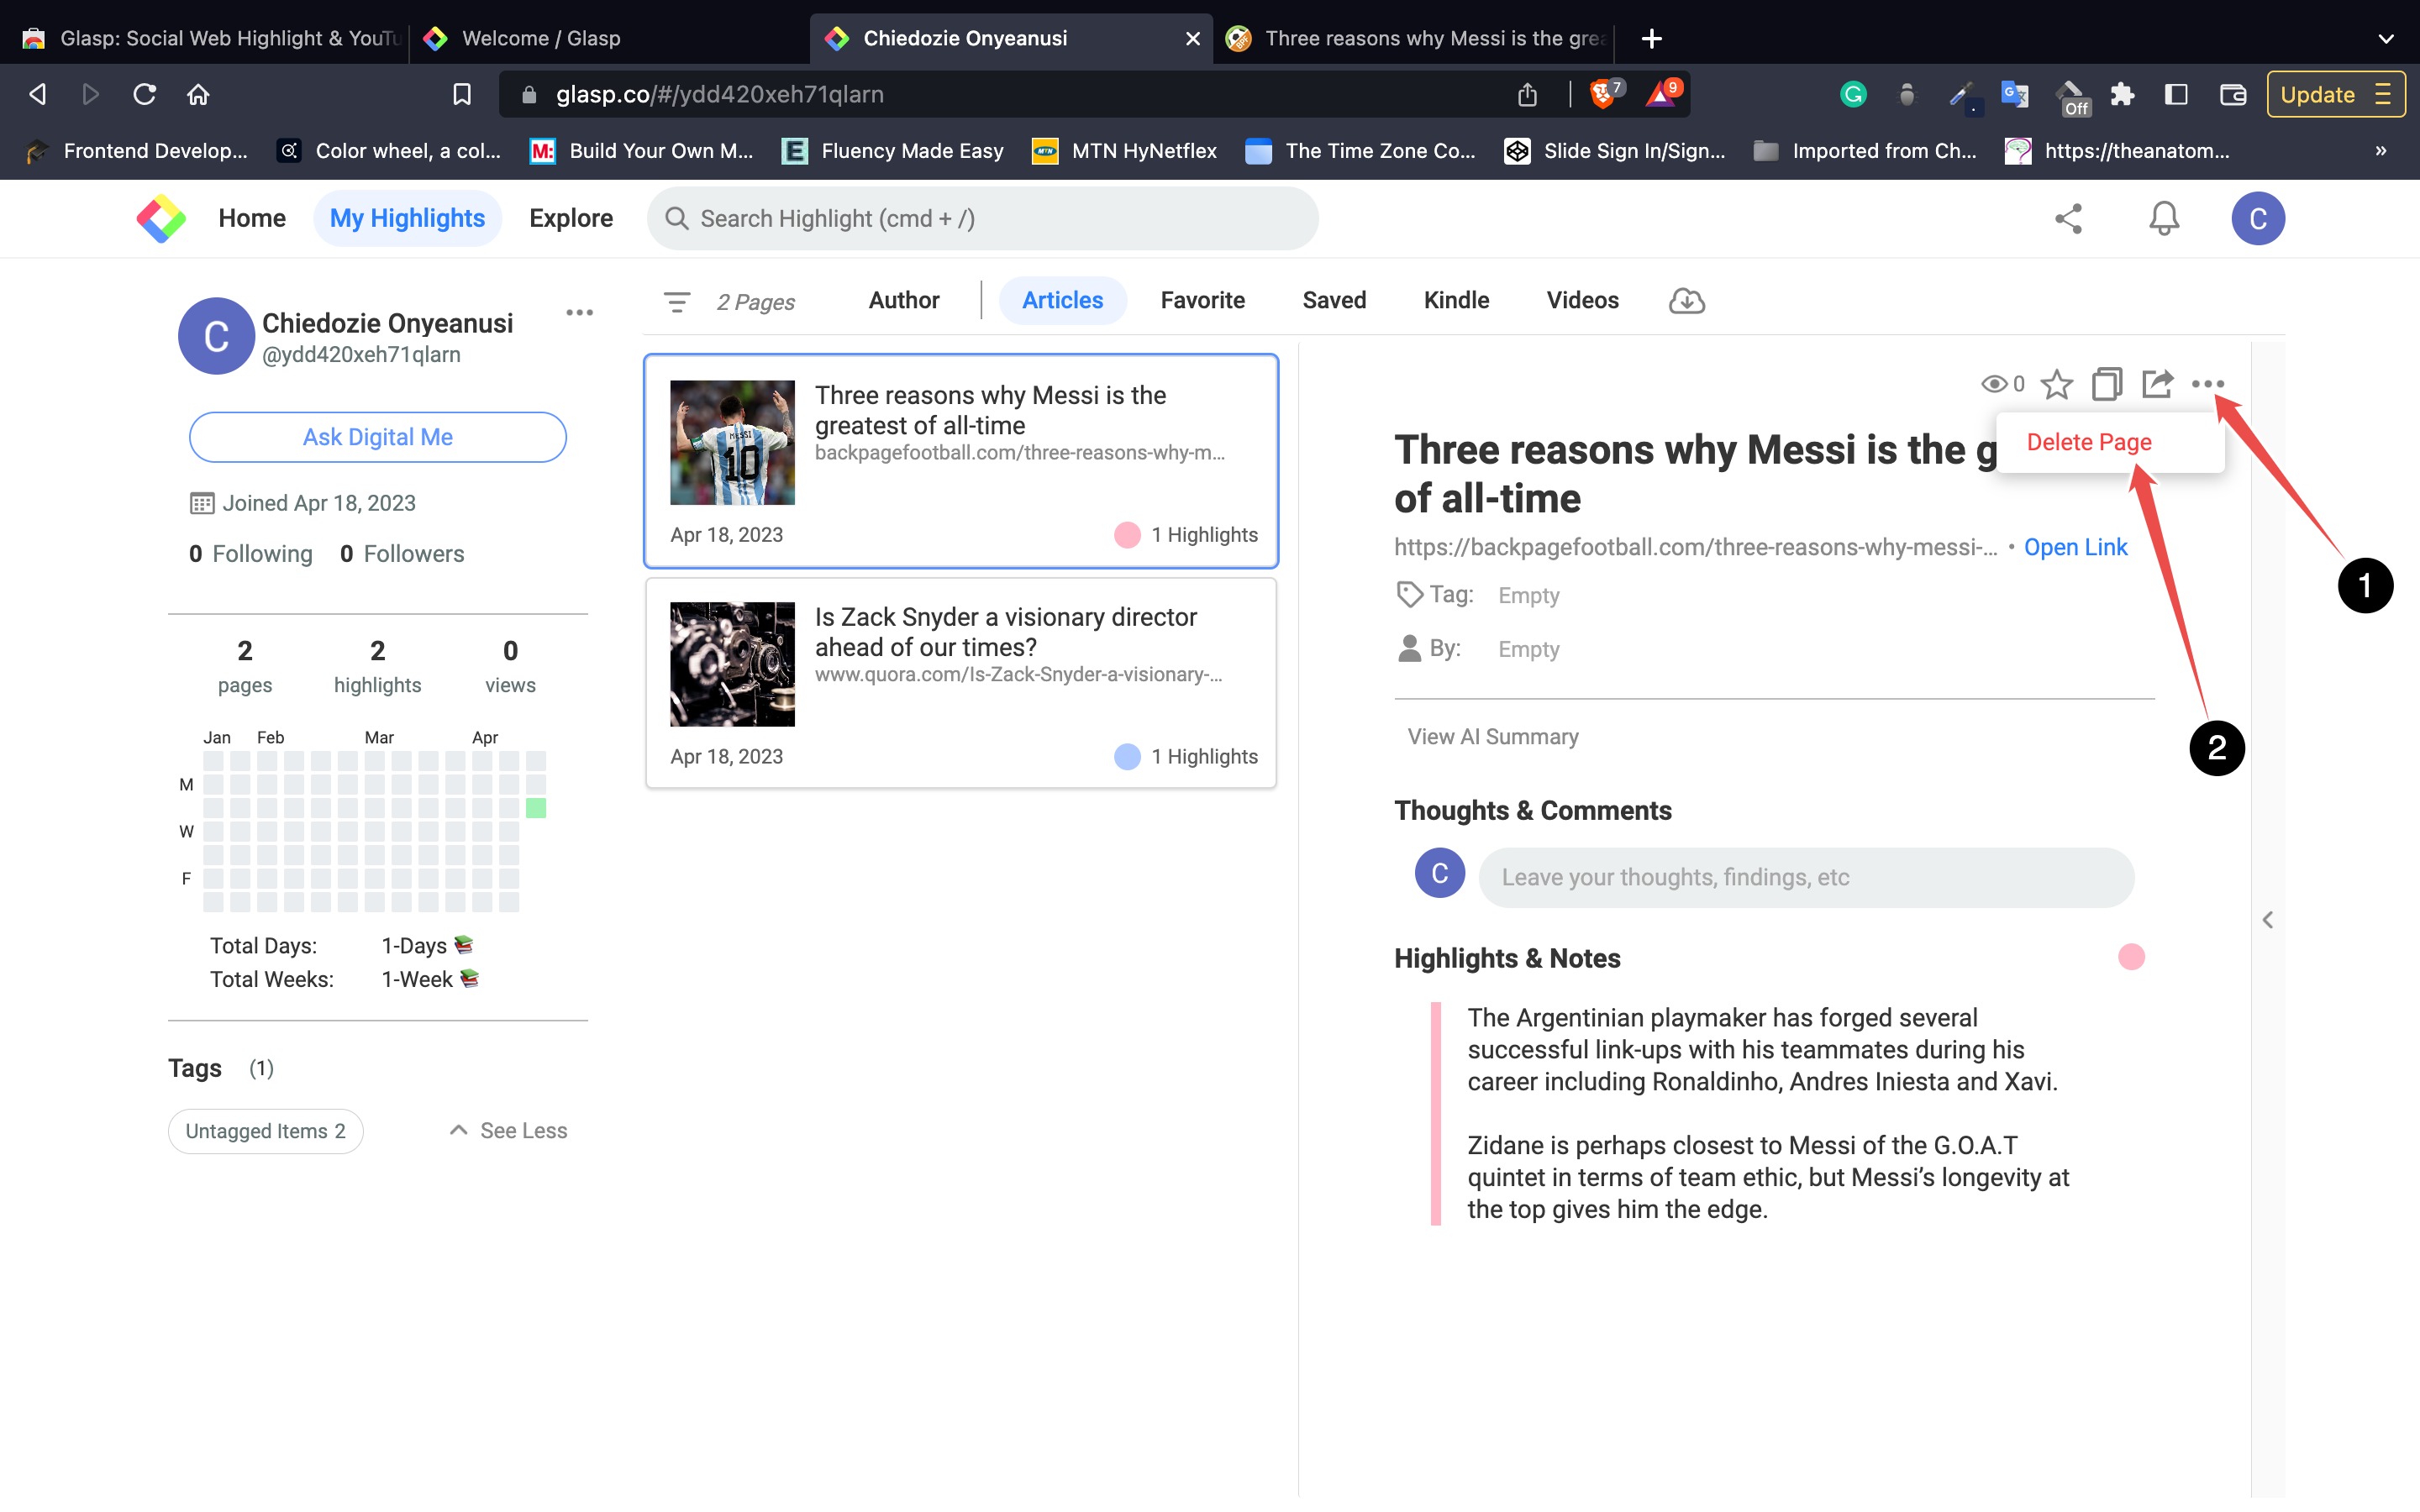 Glasp: Social Web Highlight & YouTu
Welcome / Glasp
Chiedozie Onyeanusi
Three reasons why Messi is the grea
glasp.co/#/ydd420xeh71qlarn
7
9
Off
Update
Frontend Develop...
Color wheel, a col...
M:
Build Your Own M...
E
Fluency Made Easy
MTN HyNetflex
The Time Zone Co...
Slide Sign In/Sign...
Imported from Ch...
https://theanatom...
»
Home
My Highlights
Explore
Search Highlight (cmd + /)
C
C
Chiedozie Onyeanusi
@ydd420xeh71qlarn
Ask Digital Me
Joined Apr 18, 2023
0 Following 0 Followers
2 pages
2 highlights
0 views
Jan Feb Mar Apr
M
W
F
Total Days: 1-Days
Total Weeks: 1-Week
Tags (1)
Untagged Items 2
See Less
2 Pages
Author
Articles
Favorite
Saved
Kindle
Videos
Three reasons why Messi is the
greatest of all-time
backpagefootball.com/three-reasons-why-m...
MESSI
10
Apr 18, 2023
1 Highlights
Is Zack Snyder a visionary director
ahead of our times?
www.quora.com/Is-Zack-Snyder-a-visionary-...
Apr 18, 2023
1 Highlights
0
Delete Page
Three reasons why Messi is the g
of all-time
https://backpagefootball.com/three-reasons-why-messi-... • Open Link
Tag: Empty
By: Empty
1
2
View AI Summary
Thoughts & Comments
C
Leave your thoughts, findings, etc
Highlights & Notes
The Argentinian playmaker has forged several
successful link-ups with his teammates during his
career including Ronaldinho, Andres Iniesta and Xavi.
Zidane is perhaps closest to Messi of the G.O.A.T
quintet in terms of team ethic, but Messi’s longevity at
the top gives him the edge.